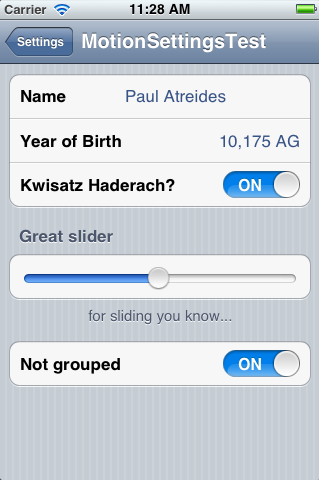 Carrier 11:28 AM
Settings MotionSettingsTest
Name Paul Atreides
Year of Birth 10,175 AG
Kwisatz Haderach? ON
Great slider
for sliding you know...
Not grouped ON